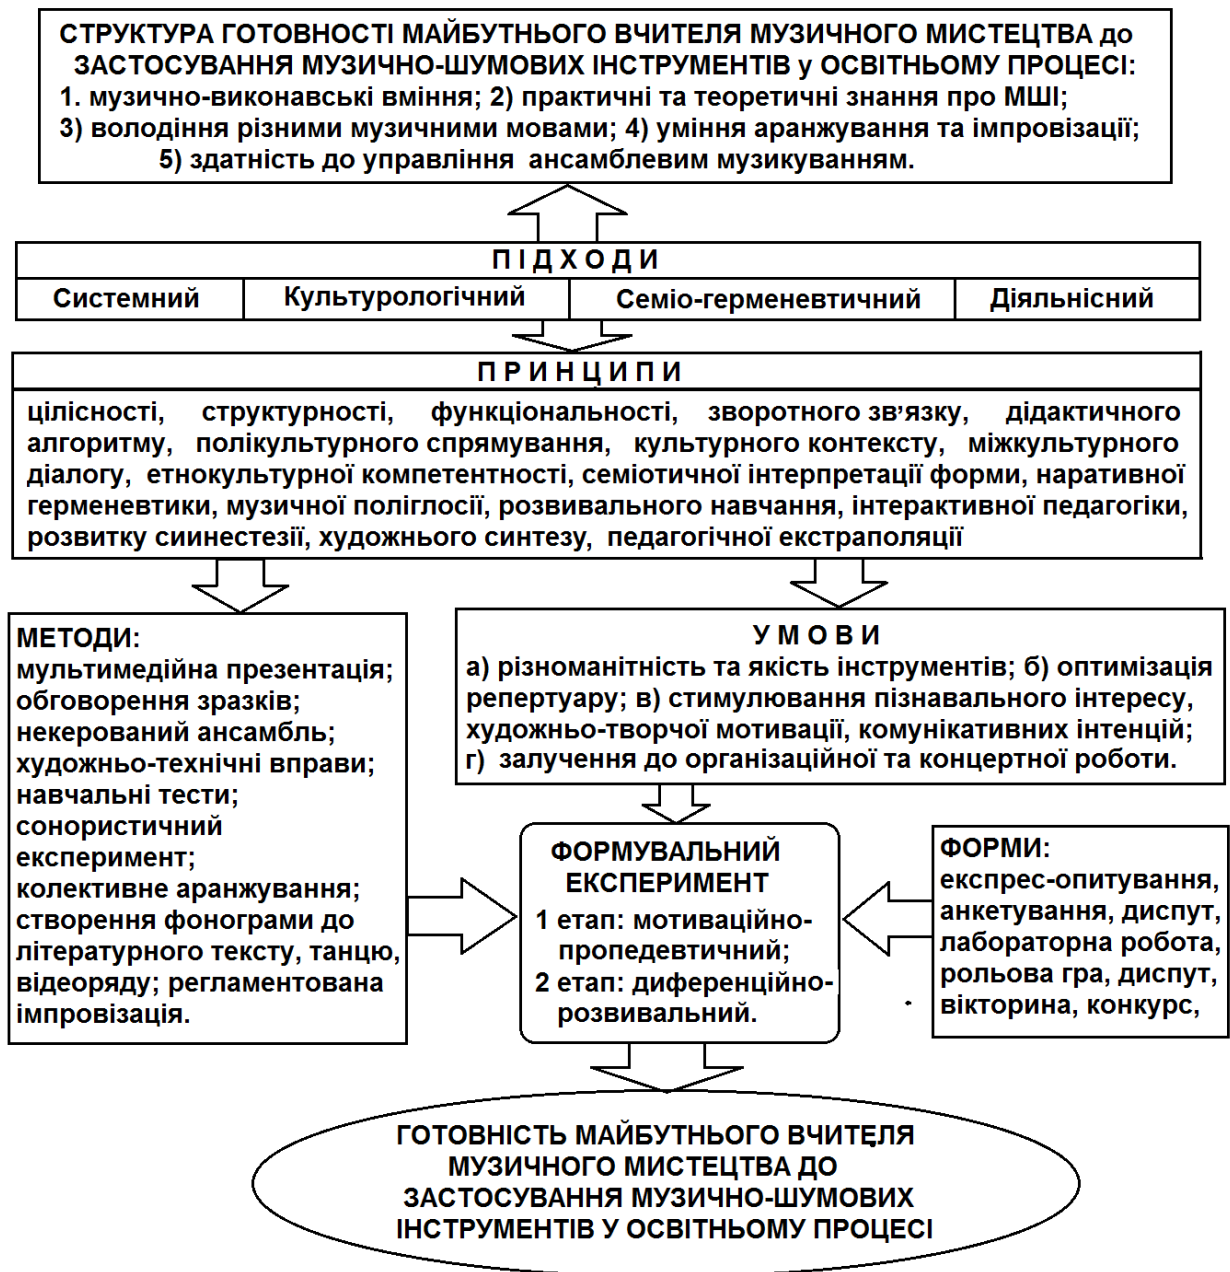 СТРУКТУРА ГОТОВНОСТІ МАЙБУТНЬОГО ВЧИТЕЛЯ МУЗИЧНОГО МИСТЕЦТВА до
ЗАСТОСУВАННЯ МУЗИЧНО-ШУМОВИХ ІНСТРУМЕНТІВ у ОСВІТНЬОМУ ПРОЦЕСІ:
1. музично-виконавські вміння; 2) практичні та теоретичні знання про МШІ;
3) володіння різними музичними мовами; 4) уміння аранжування та імпровізації;
5) здатність до управління ансамблевим музикуванням.
П І Д Х О Д И
Системний
Культурологічний
Семіо-герменевтичний
Діяльнісний
П Р И Н Ц И П И
цілісності, структурності, функціональності, зворотного зв’язку, дідактичного
алгоритму, полікультурного спрямування, культурного контексту, міжкультурного
діалогу, етнокультурної компетентності, семіотичної інтерпретації форми, наративної
герменевтики, музичної поліглосії, розвивального навчання, інтерактивної педагогіки,
розвитку сиинестезії, художнього синтезу, педагогічної екстраполяції
МЕТОДИ:
мультимедійна презентація;
обговорення зразків;
некерований ансамбль;
художньо-технічні вправи;
навчальні тести;
сонористичний
експеримент;
колективне аранжування;
створення фонограми до
літературного тексту, танцю,
відеоряду; регламентована
імпровізація.
У М О В И
а) різноманітність та якість інструментів; б) оптимізація
репертуару; в) стимулювання пізнавального інтересу,
художньо-творчої мотивації, комунікативних інтенцій;
г) залучення до організаційної та концертної роботи.
ФОРМУВАЛЬНИЙ
ЕКСПЕРИМЕНТ
1 етап: мотиваційно-
пропедевтичний;
2 етап: диференційно-
розвивальний.
ФОРМИ:
експрес-опитування,
анкетування, диспут,
лабораторна робота,
рольова гра, диспут,
вікторина, конкурс,
ГОТОВНІСТЬ МАЙБУТНЬОГО ВЧИТЕЛЯ
МУЗИЧНОГО МИСТЕЦТВА ДО
ЗАСТОСУВАННЯ МУЗИЧНО-ШУМОВИХ
ІНСТРУМЕНТІВ У ОСВІТНЬОМУ ПРОЦЕСІ